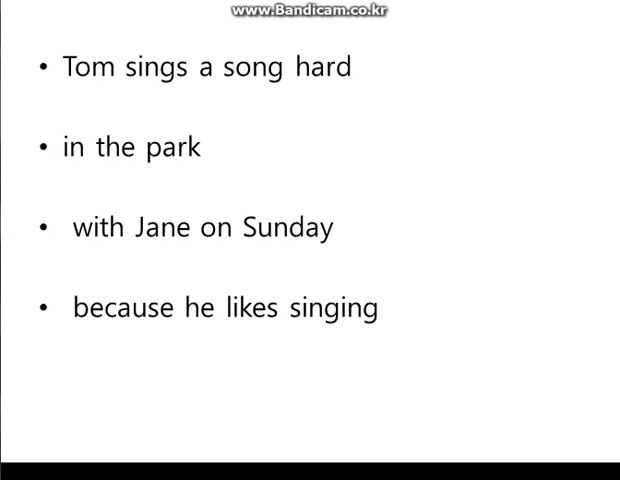 www.Bandicam.co.kr
• Tom sings a song hard
• in the park
• with Jane on Sunday
• because he likes singing